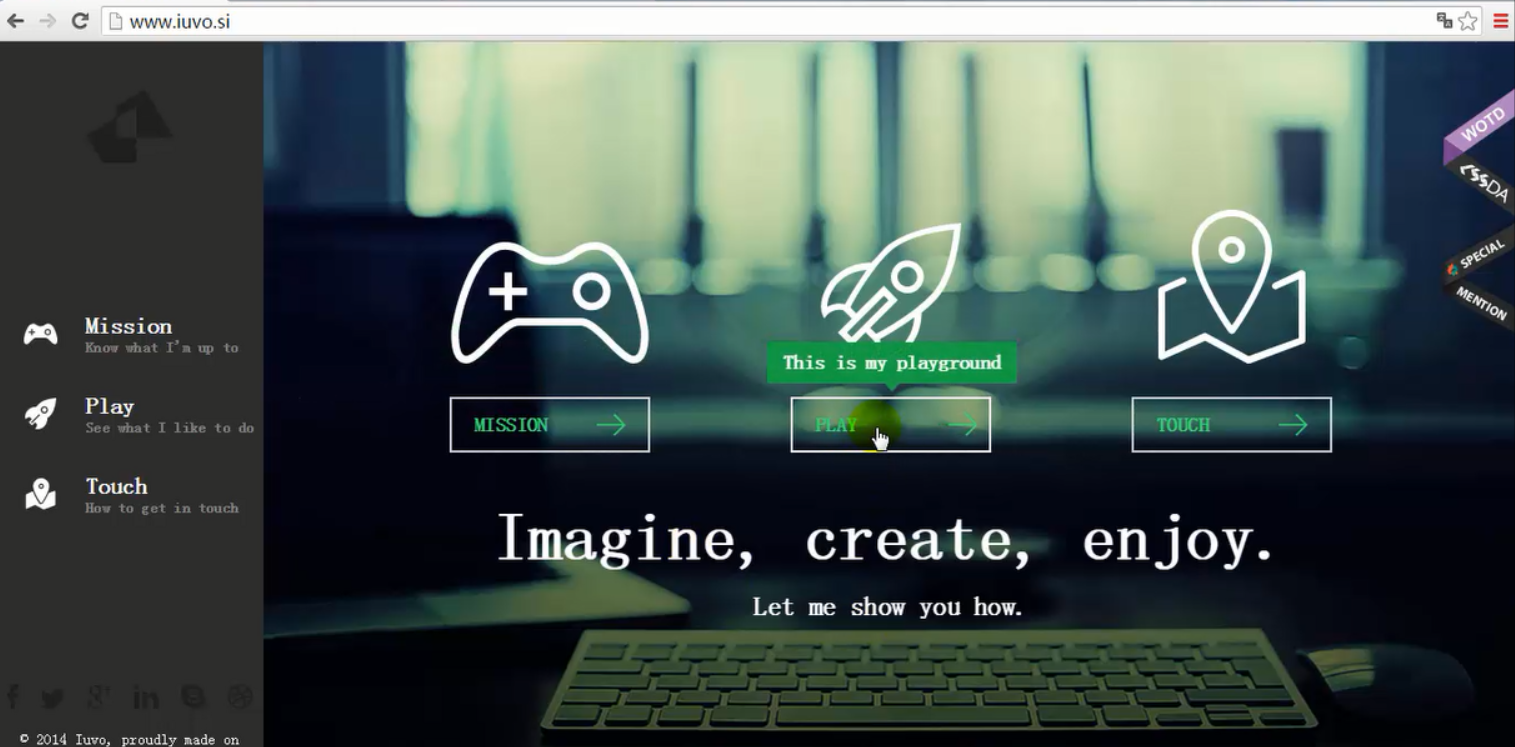 www.iuvo.si
Mission
Know what I'm up to
Play
See what I like to do
Touch
How to get in touch
© 2014 Iuvo, proudly made on
This is my playground
MISSION
PLAY
TOUCH
Imagine, create, enjoy.
Let me show you how.
WOTD
CSSDA
SPECIAL
MENTION